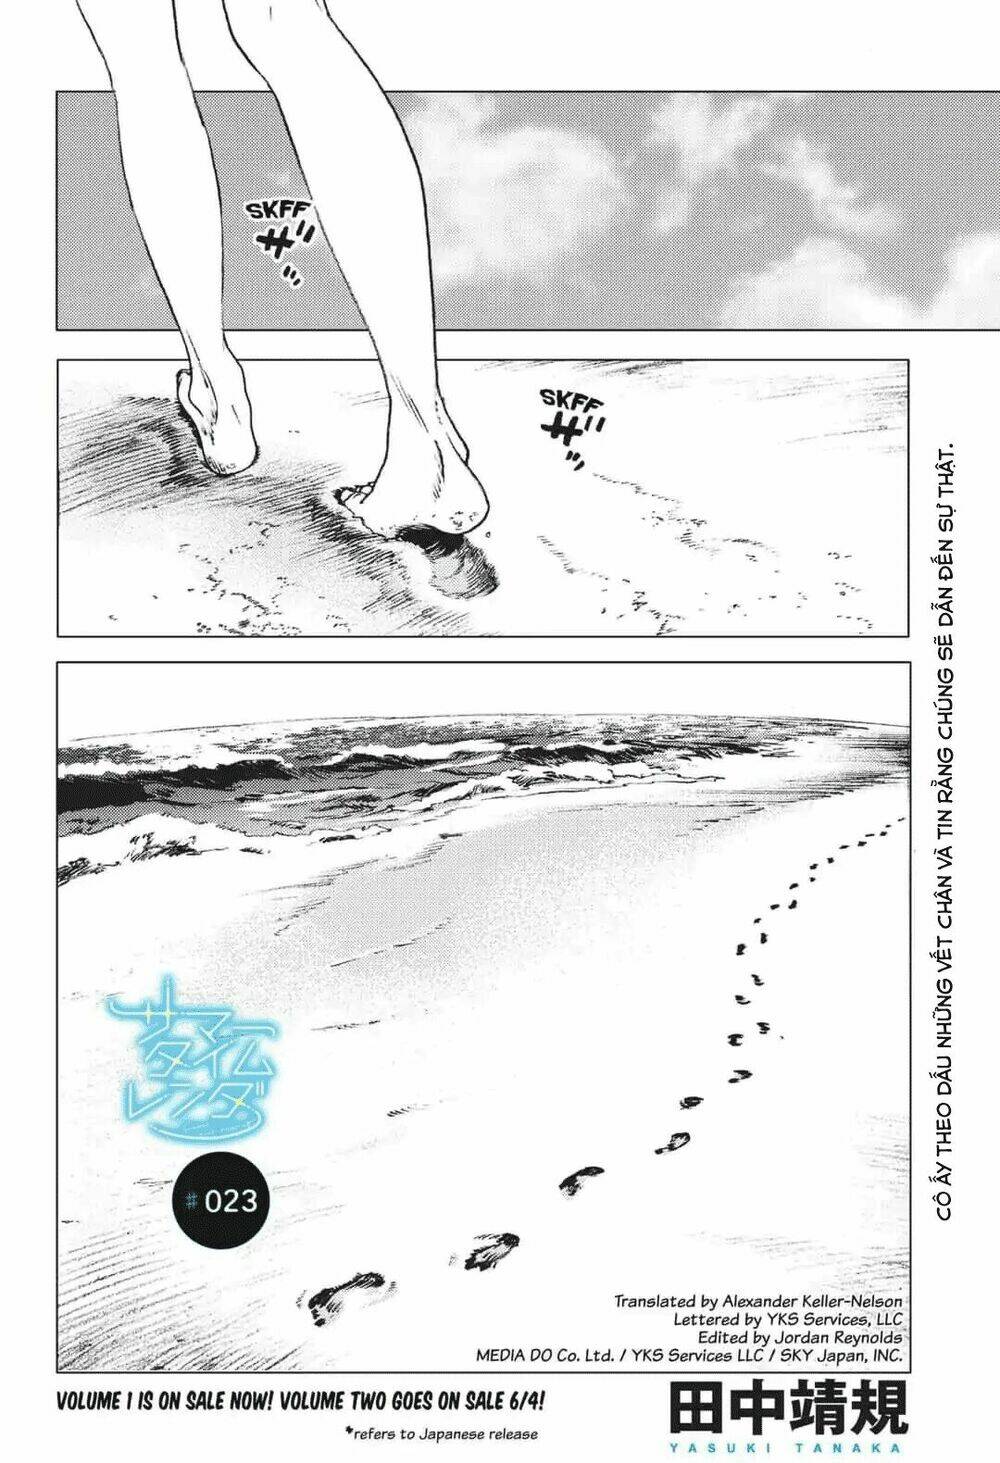 SKFF
ザッ
SKFF
ザッ
CÔ ẤY THEO DẤU NHỮNG VẾT CHÂN VÀ TIN RẰNG CHÚNG SẼ DẪN ĐẾN SỰ THẬT.
サマー
タイム
レンダ
#023
Translated by Alexander Keller-Nelson
Lettered by YKS Services, LLC
Edited by Jordan Reynolds
MEDIA DO Co. Ltd. / YKS Services LLC / SKY Japan, INC.
VOLUME 1 IS ON SALE NOW! VOLUME TWO GOES ON SALE 6/4!
*refers to Japanese release
田中靖規
YASUKI TANAKA